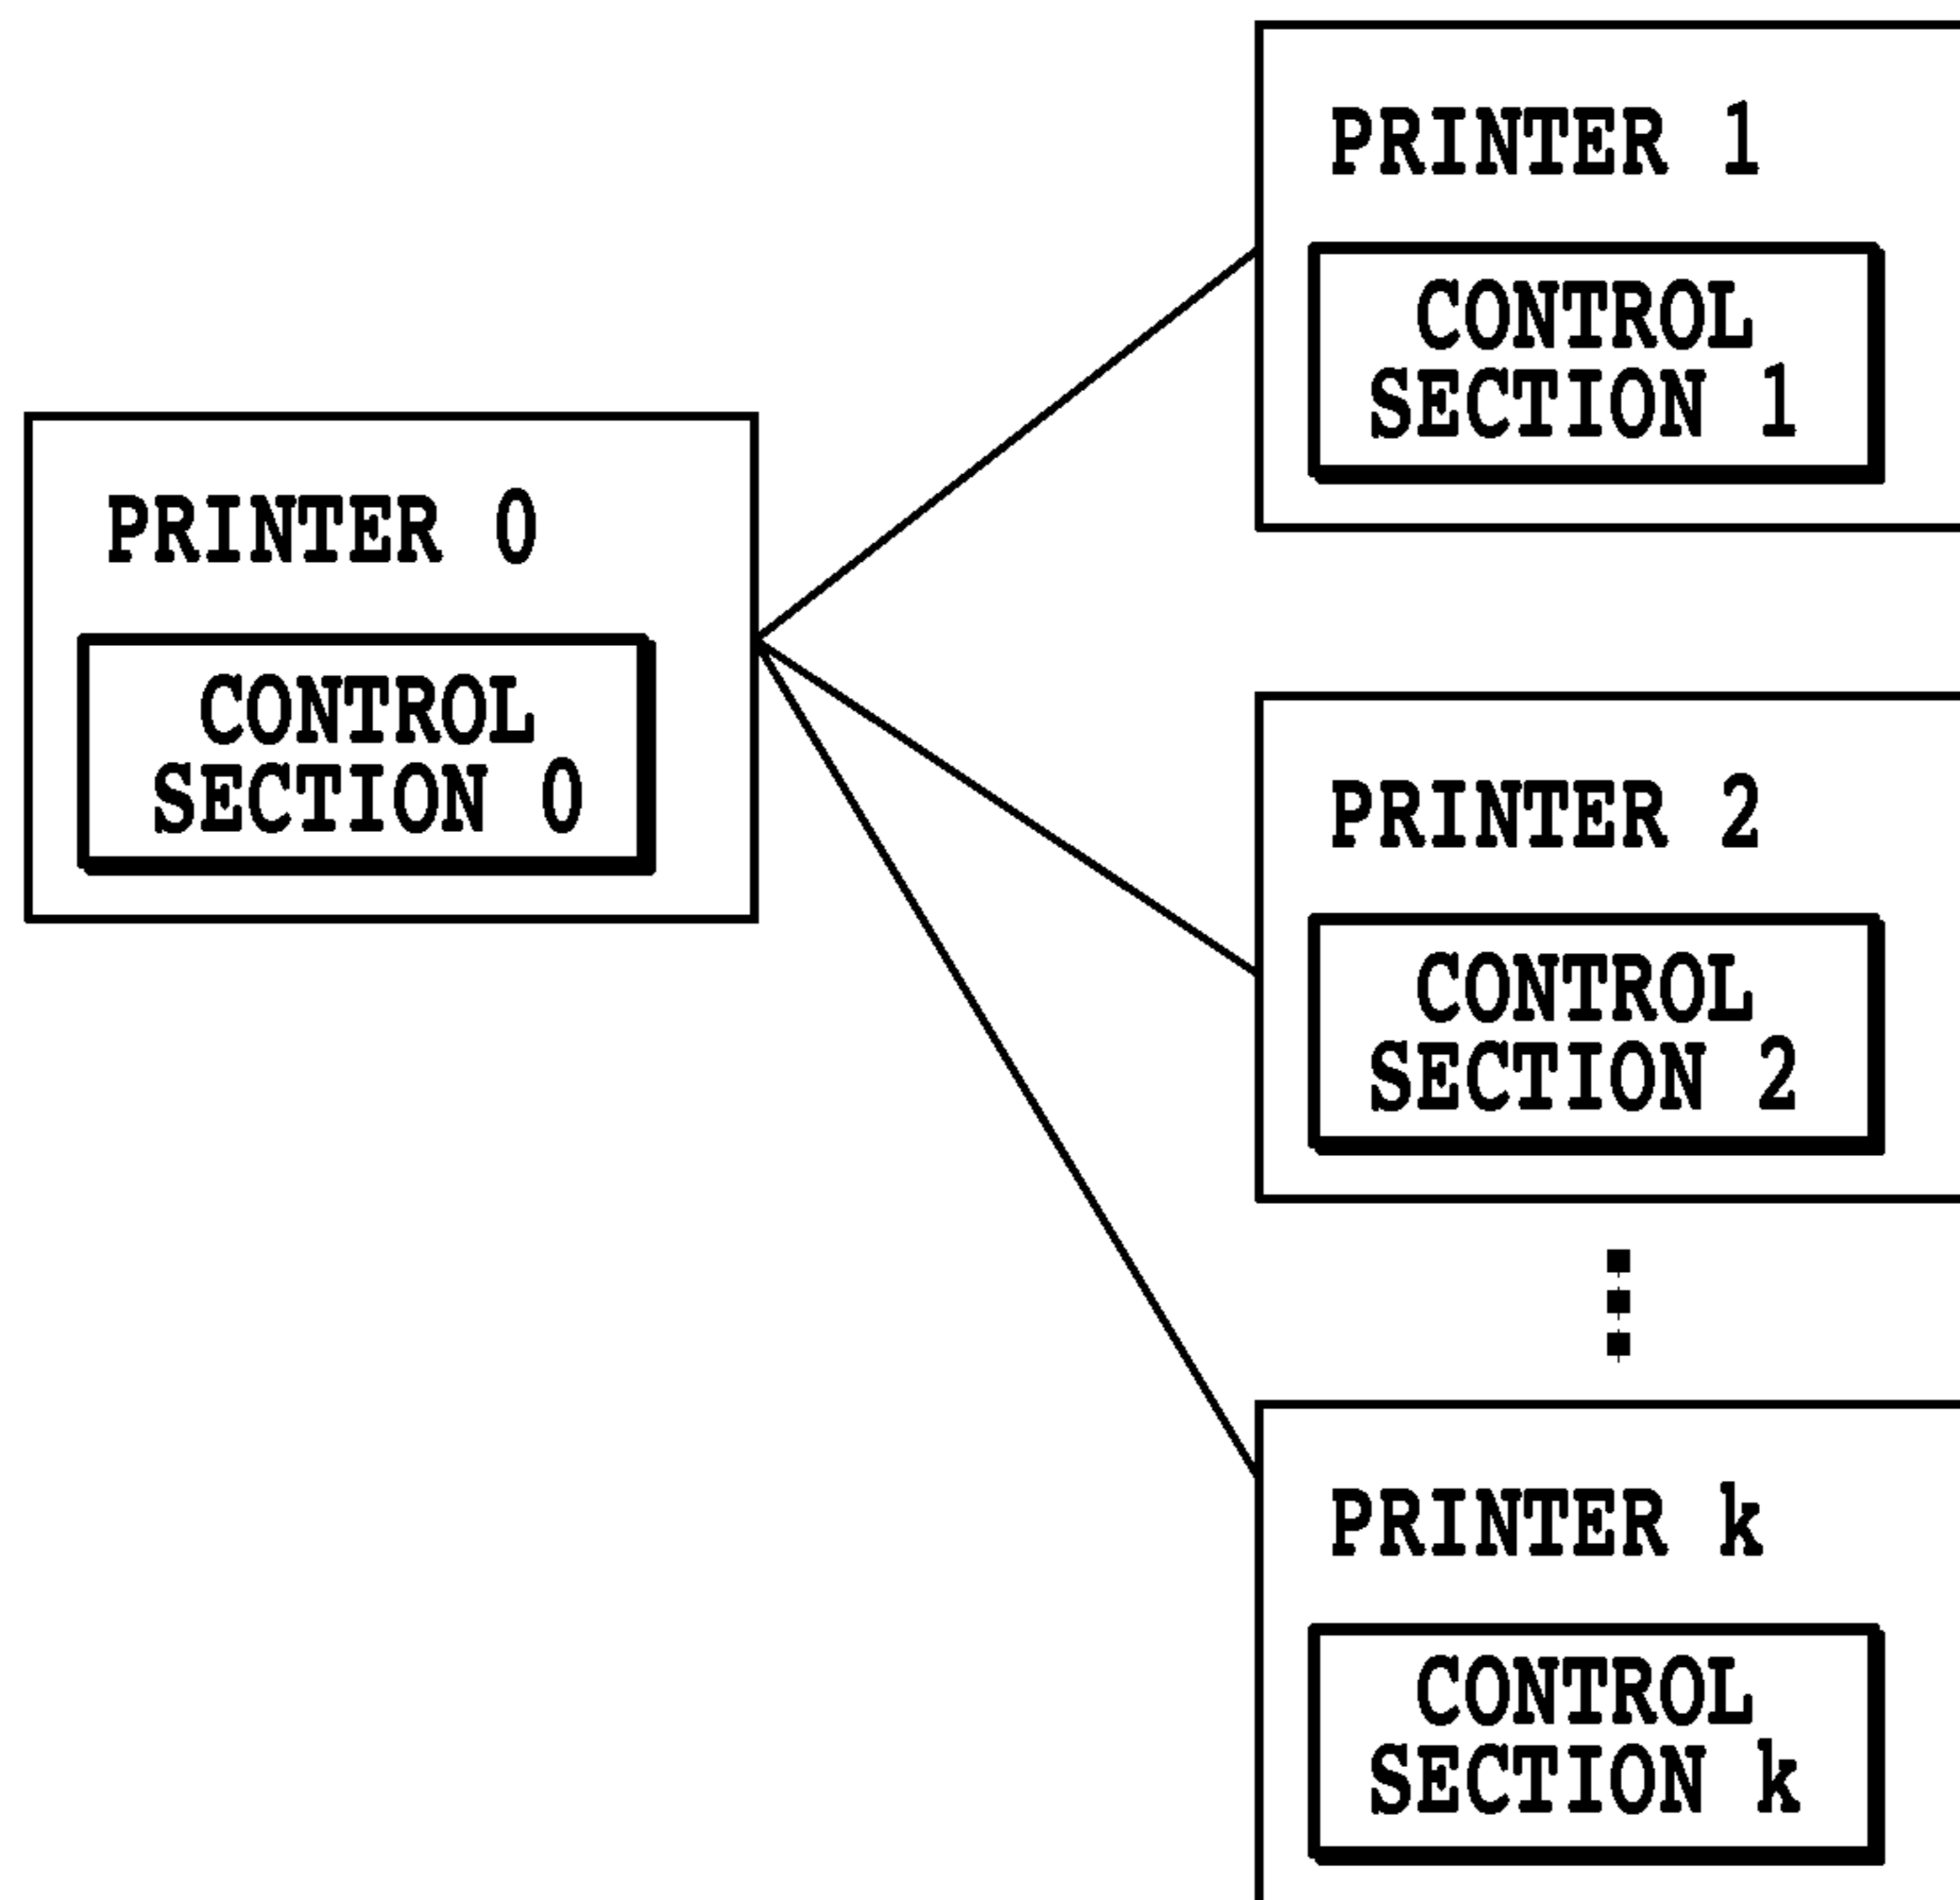 PRINTER 1
CONTROL
SECTION 1
PRINTER 0
CONTROL
SECTION 0
PRINTER 2
CONTROL
SECTION 2
PRINTER k
CONTROL
SECTION k